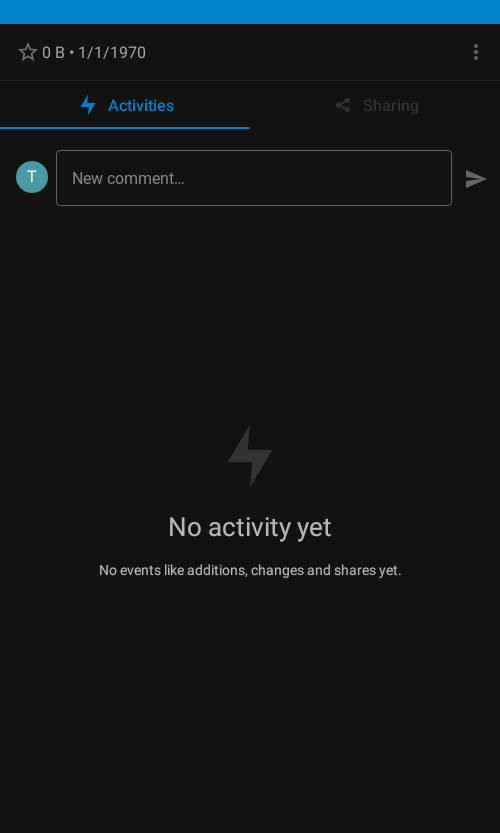 0 B • 1/1/1970
Activities
Sharing
T
New comment…
No activity yet
No events like additions, changes and shares yet.